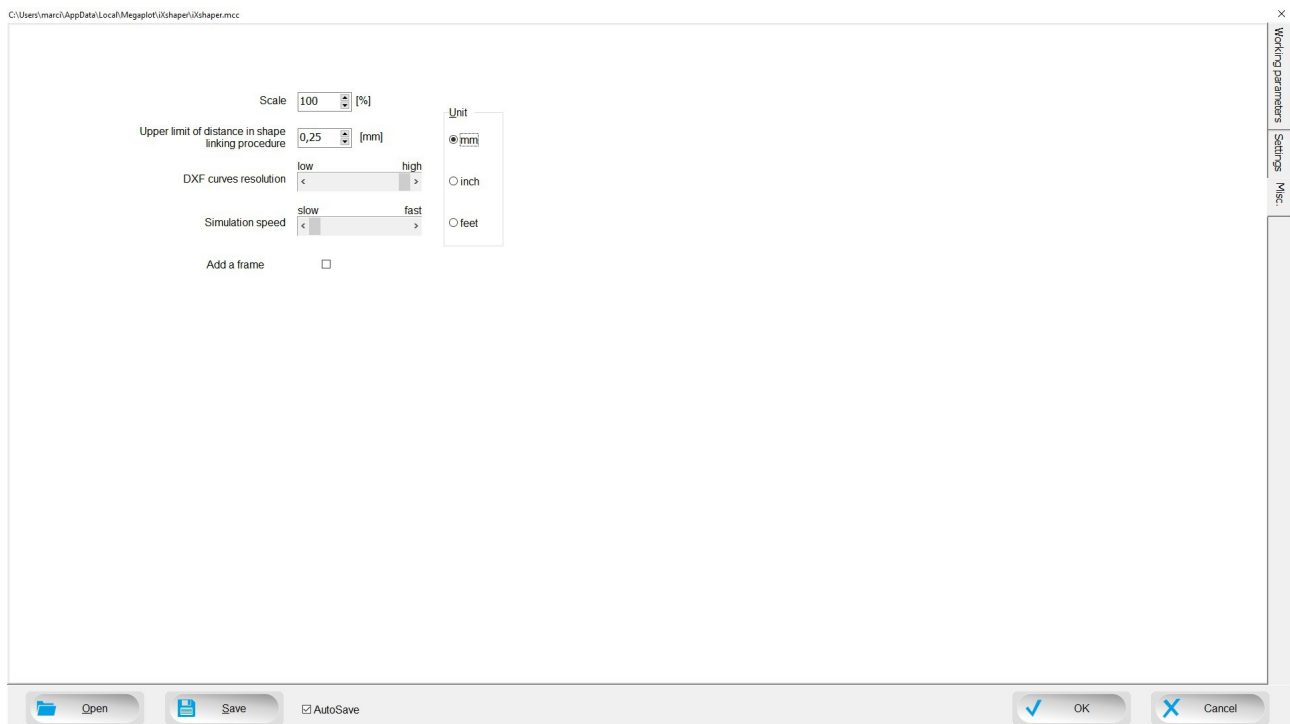 C:\Users\marci\AppData\Local\Megaplot\iXshaper\iXshaper.mcc
Working parameters
Settings
Misc.
Scale 100 [%]
Upper limit of distance in shape
linking procedure 0,25 [mm]
DXF curves resolution
low high
Simulation speed
slow fast
Add a frame
Unit
mm
inch
feet
Open
Save
AutoSave
OK
Cancel